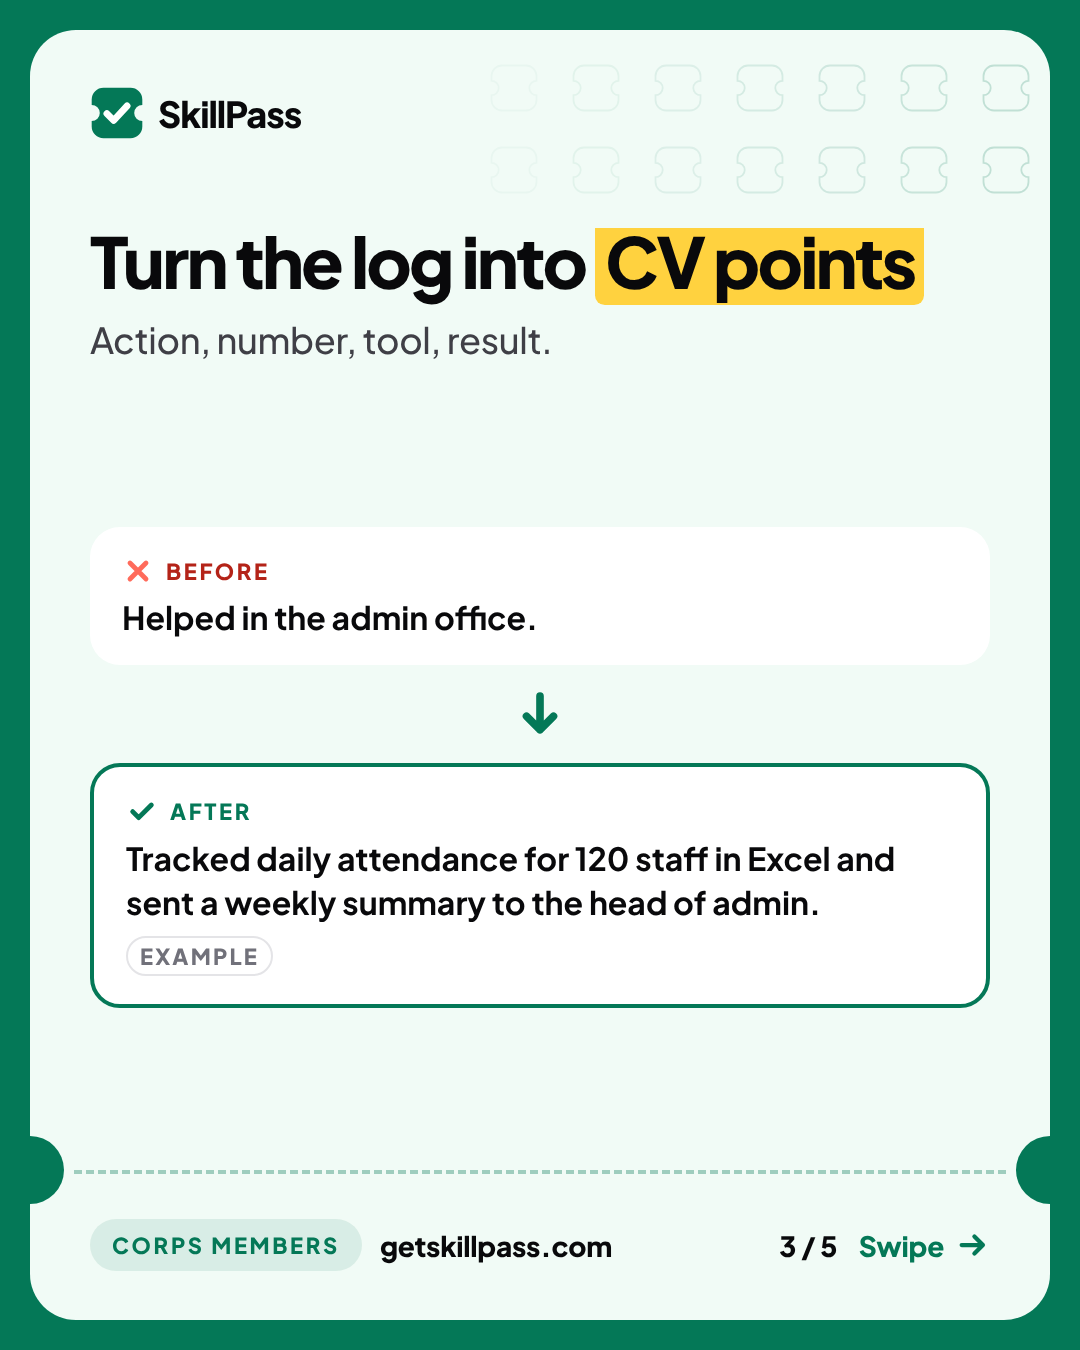 SkillPass
Turn the log into CV points
Action, number, tool, result.
BEFORE
Helped in the admin office.
AFTER
Tracked daily attendance for 120 staff in Excel and
sent a weekly summary to the head of admin.
EXAMPLE
CORPS MEMBERS getskillpass.com 3 / 5 Swipe →